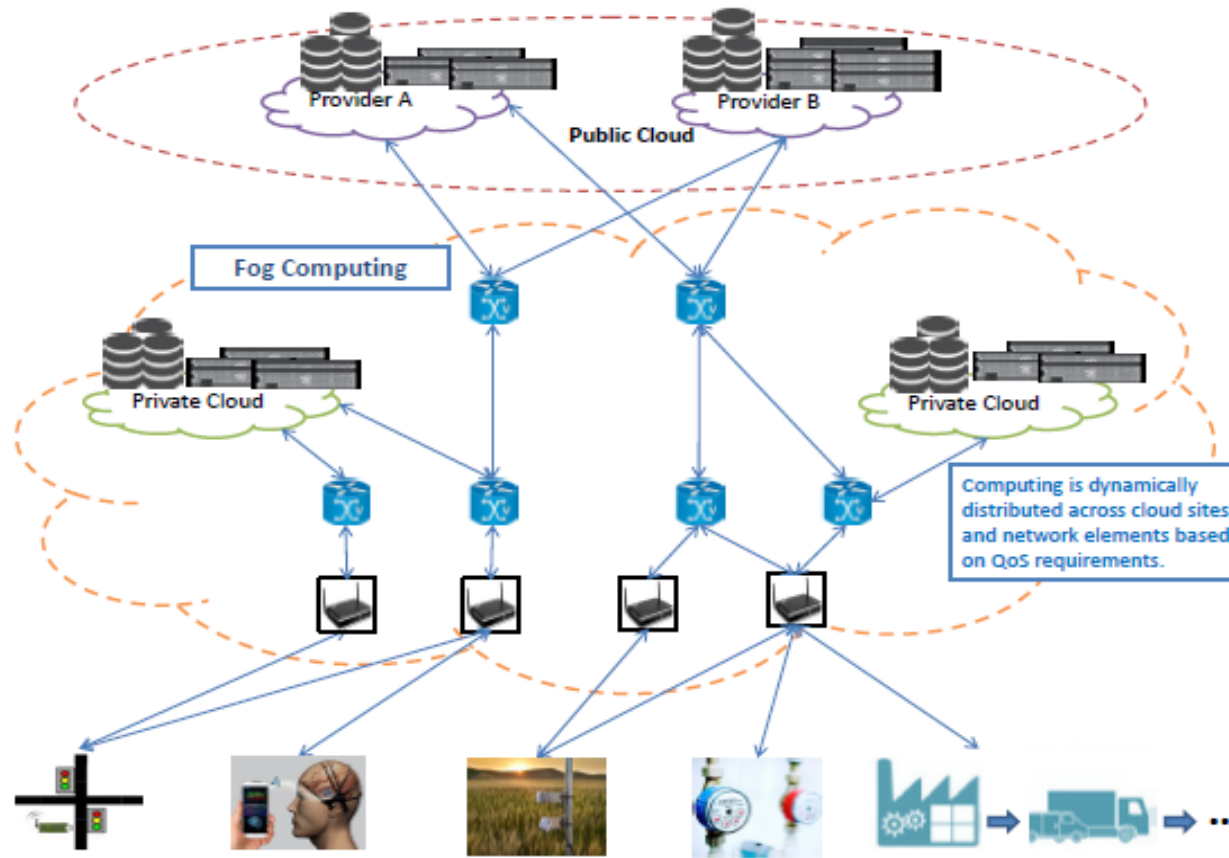 Provider A
Provider B
Public Cloud
Fog Computing
Private Cloud
Private Cloud
Computing is dynamically
distributed across cloud sites
and network elements based
on QoS requirements.
...